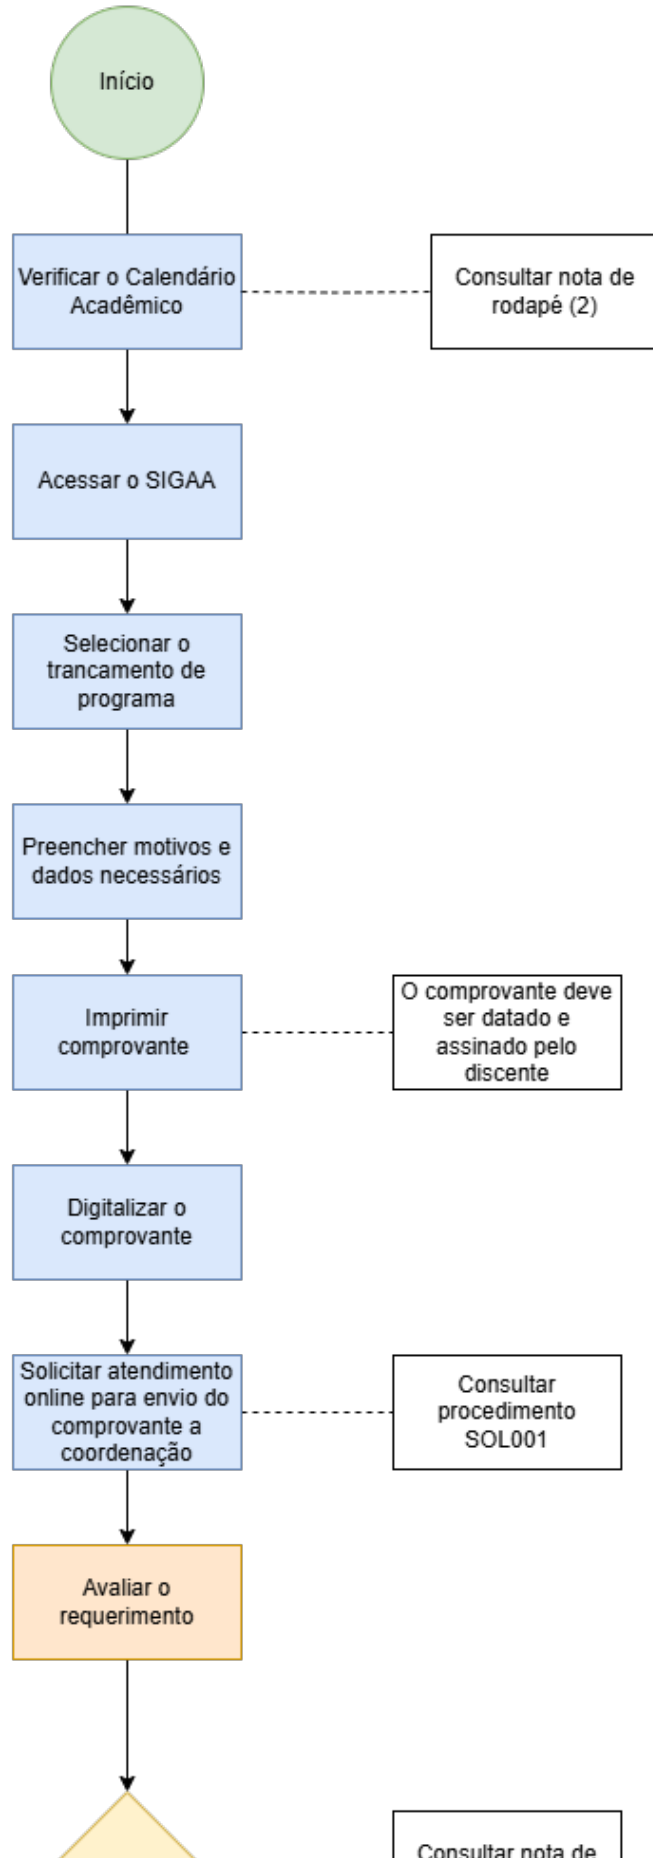 Início
Verificar o Calendário
Acadêmico
Consultar nota de
rodapé (2)
Acessar o SIGAA
Selecionar o
trancamento de
programa
Preencher motivos e
dados necessários
Imprimir
comprovante
O comprovante deve
ser datado e
assinado pelo
discente
Digitalizar o
comprovante
Solicitar atendimento
online para envio do
comprovante a
coordenação
Consultar
procedimento
SOL001
Avaliar o
requerimento
Consultar nota de